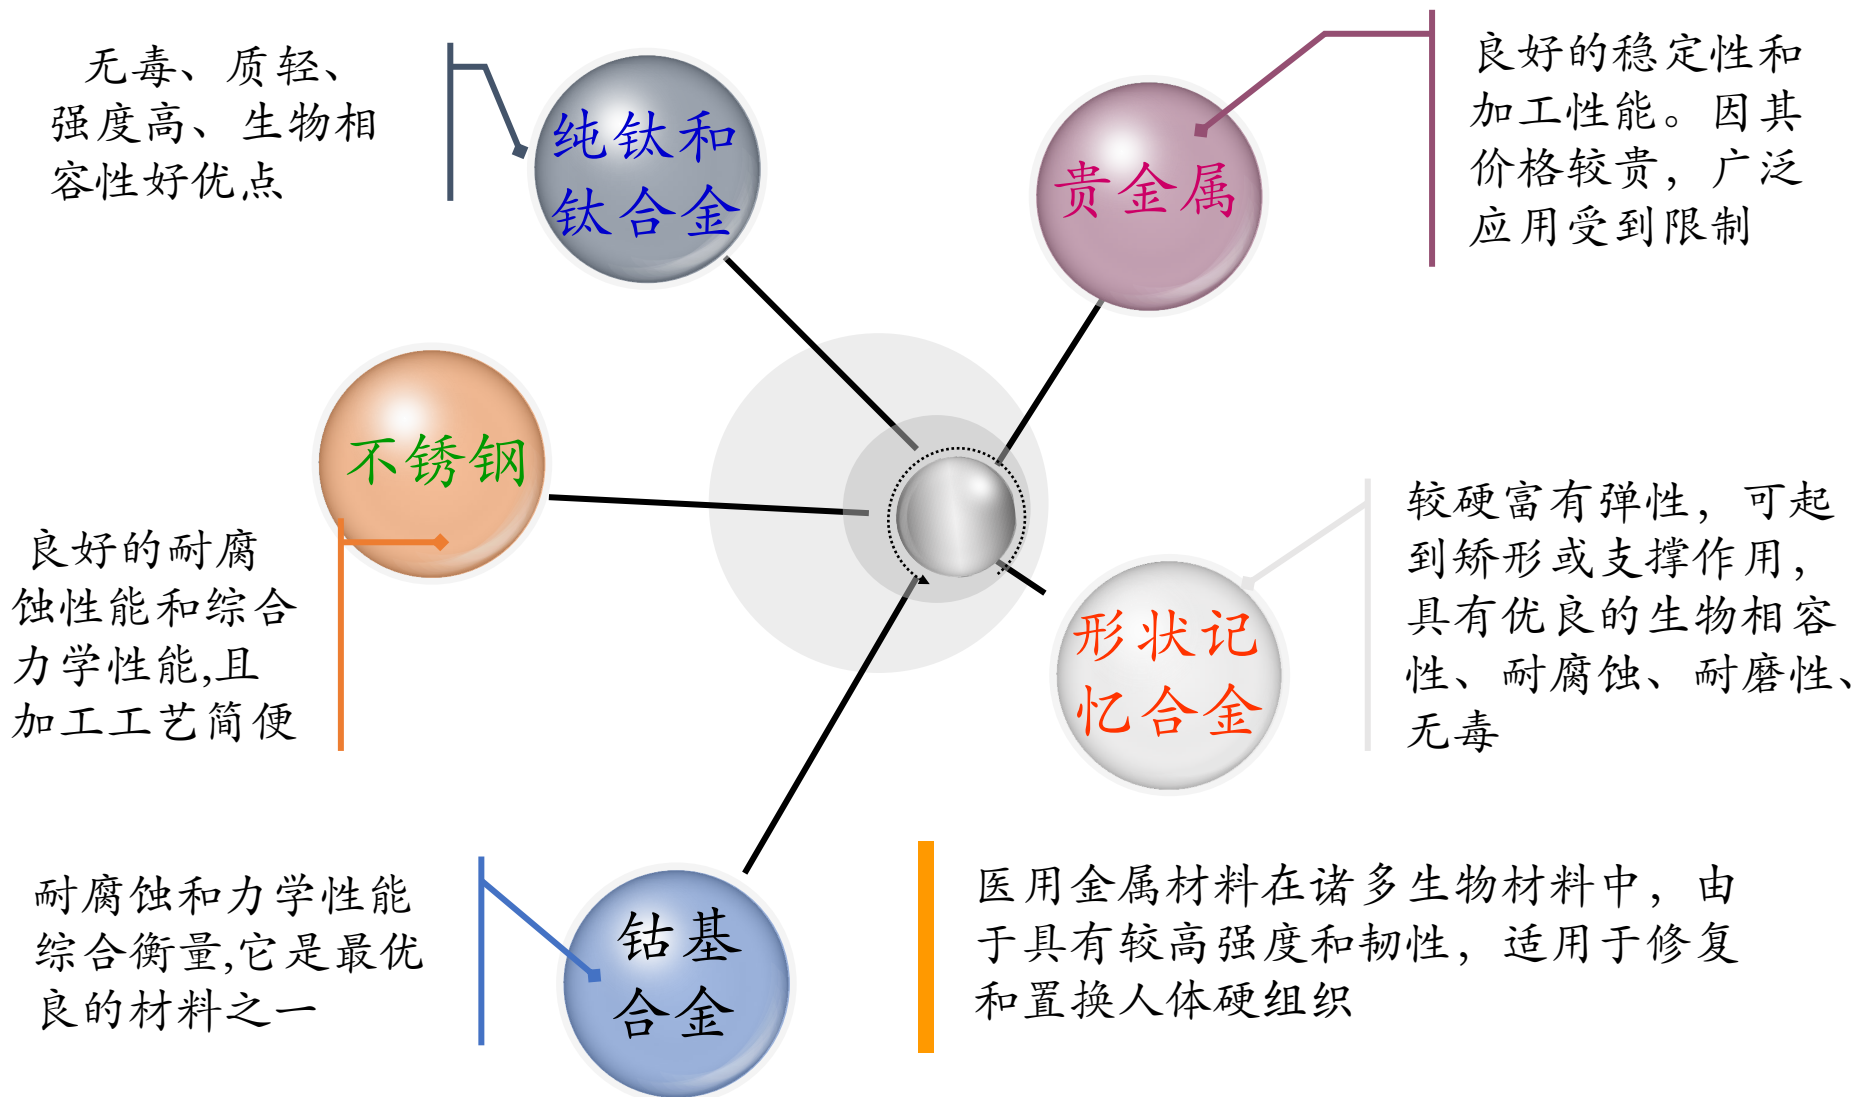 无毒、质轻、
强度高、生物相
容性好优点
纯钛和
钛合金
贵金属
良好的稳定性和
加工性能。因其
价格较贵，广泛
应用受到限制
不锈钢
良好的耐腐
蚀性能和综合
力学性能,且
加工工艺简便
形状记
忆合金
较硬富有弹性，可起
到矫形或支撑作用，
具有优良的生物相容
性、耐腐蚀、耐磨性、
无毒
耐腐蚀和力学性能
综合衡量,它是最优
良的材料之一
钴基
合金
医用金属材料在诸多生物材料中，由
于具有较高强度和韧性，适用于修复
和置换人体硬组织